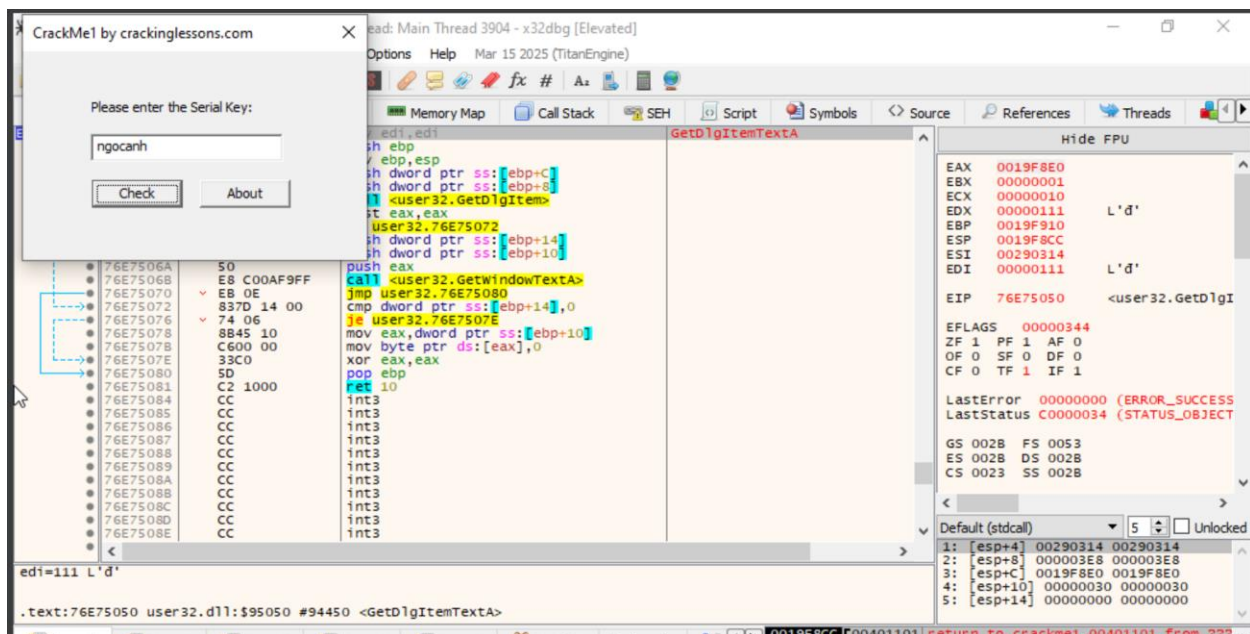 CrackMe1 by crackinglessons.com
ead: Main Thread 3904 - x32dbg [Elevated]
Options Help Mar 15 2025 (TitanEngine)
Please enter the Serial Key:
ngocanh
Check About
Memory Map Call Stack SEH Script Symbols Source References Threads
edi,edi GetDlgItemTextA
sh ebp
ebp,esp
sh dword ptr ss:[ebp+C]
sh dword ptr ss:[ebp+8]
<user32.GetDlgItem>
st eax,eax
user32.76E75072
sh dword ptr ss:[ebp+14]
sh dword ptr ss:[ebp+10]
76E7506A 50 push eax
76E7506B E8 C00AF9FF call <user32.GetWindowTextA>
76E75070 EB 0E jmp user32.76E75080
76E75072 837D 14 00 cmp dword ptr ss:[ebp+14],0
76E75076 74 06 je user32.76E7507E
76E75078 8B45 10 mov eax,dword ptr ss:[ebp+10]
76E7507B C600 00 mov byte ptr ds:[eax],0
76E7507E 33C0 xor eax,eax
76E75080 5D pop ebp
76E75081 C2 1000 ret 10
76E75084 CC int3
76E75085 CC int3
76E75086 CC int3
76E75087 CC int3
76E75088 CC int3
76E75089 CC int3
76E7508A CC int3
76E7508B CC int3
76E7508C CC int3
76E7508D CC int3
76E7508E CC int3
Hide FPU
EAX 0019F8E0
EBX 00000001
ECX 00000010
EDX 00000111 L'đ'
EBP 0019F910
ESP 0019F8CC
ESI 00290314
EDI 00000111 L'đ'
EIP 76E75050 <user32.GetDlgI
EFLAGS 00000344
ZF 1 PF 1 AF 0
OF 0 SF 0 DF 0
CF 0 TF 1 IF 1
LastError 00000000 (ERROR_SUCCESS
LastStatus C0000034 (STATUS_OBJECT
GS 002B FS 0053
ES 002B DS 002B
CS 0023 SS 002B
Default (stdcall) 5 Unlocked
1: [esp+4] 00290314 00290314
2: [esp+8] 000003E8 000003E8
3: [esp+C] 0019F8E0 0019F8E0
4: [esp+10] 00000030 00000030
5: [esp+14] 00000000 00000000
edi=111 L'đ'
.text:76E75050 user32.dll:$95050 #94450 <GetDlgItemTextA>
0019F8CC 00401101 return to crackme1.00401101 from ???